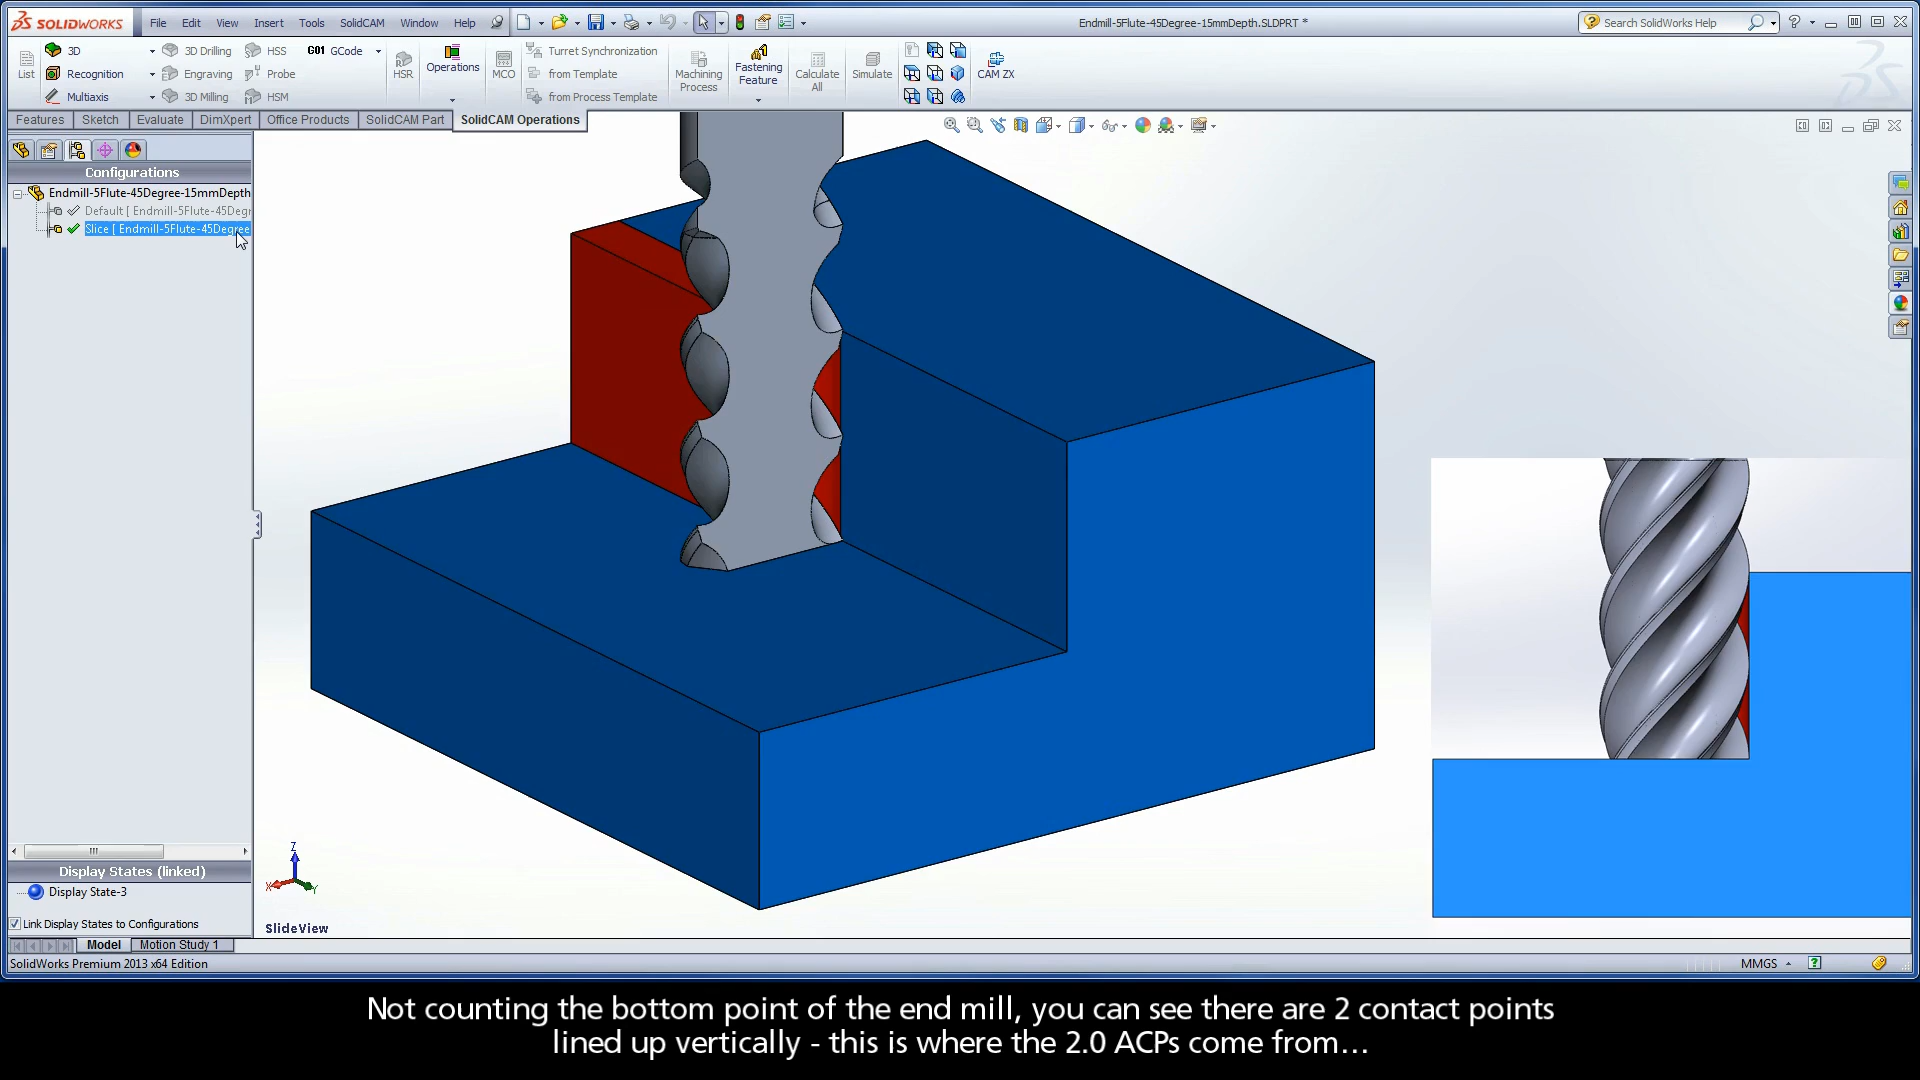 SOLIDWORKS File Edit View Insert Tools SolidCAM Window Help Endmill-5Flute-45Degree-15mmDepth.SLDPRT * Search SolidWorks Help
3D 3D Drilling HSS G01 GCode Turret Synchronization
Recognition Engraving Probe from Template
Multiaxis 3D Milling HSM from Process Template
List HSR Operations MCO Machining Process Fastening Feature Calculate All Simulate CAM ZX
Features Sketch Evaluate DimXpert Office Products SolidCAM Part SolidCAM Operations
Configurations
Endmill-5Flute-45Degree-15mmDepth
Default [ Endmill-5Flute-45Degr
Slice [ Endmill-5Flute-45Degree
Display States (linked)
Display State-3
Link Display States to Configurations
Z
X Y
SlideView
Model Motion Study 1
SolidWorks Premium 2013 x64 Edition MMGS
Not counting the bottom point of the end mill, you can see there are 2 contact points
lined up vertically - this is where the 2.0 ACPs come from...